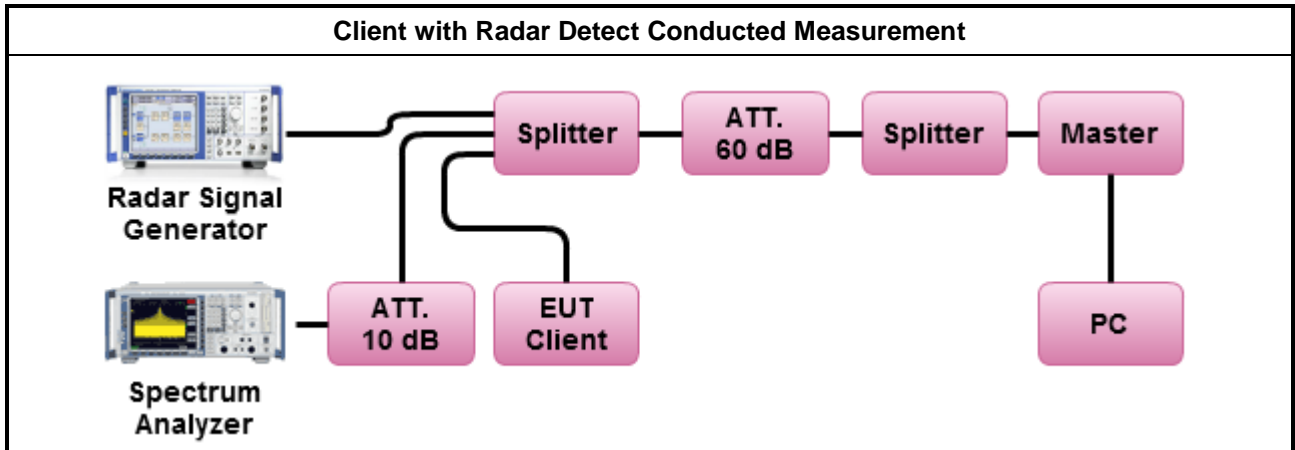 Client with Radar Detect Conducted Measurement
Splitter
ATT.
60 dB
Splitter
Master
Radar Signal
Generator
ATT.
10 dB
EUT
Client
PC
Spectrum
Analyzer